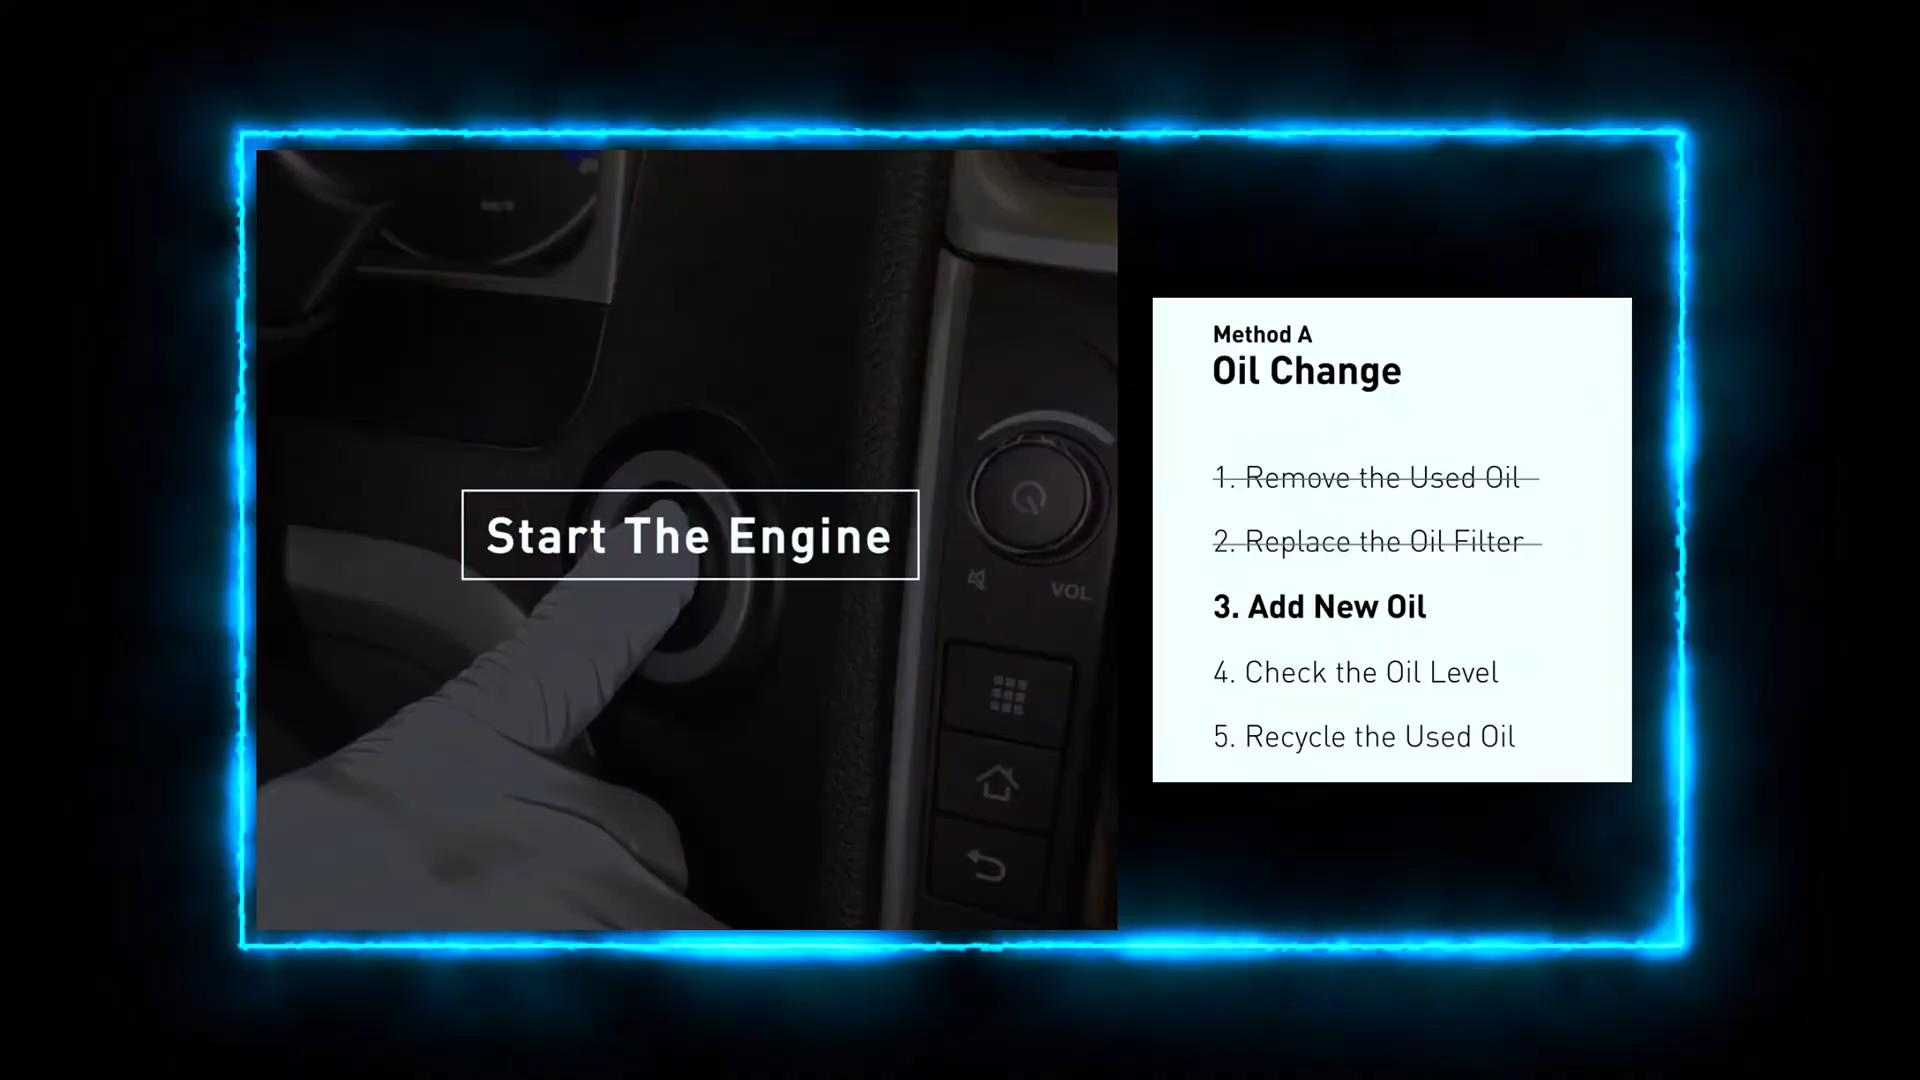 Start The Engine
VOL
Method A
Oil Change
1. Remove the Used Oil
2. Replace the Oil Filter
3. Add New Oil
4. Check the Oil Level
5. Recycle the Used Oil